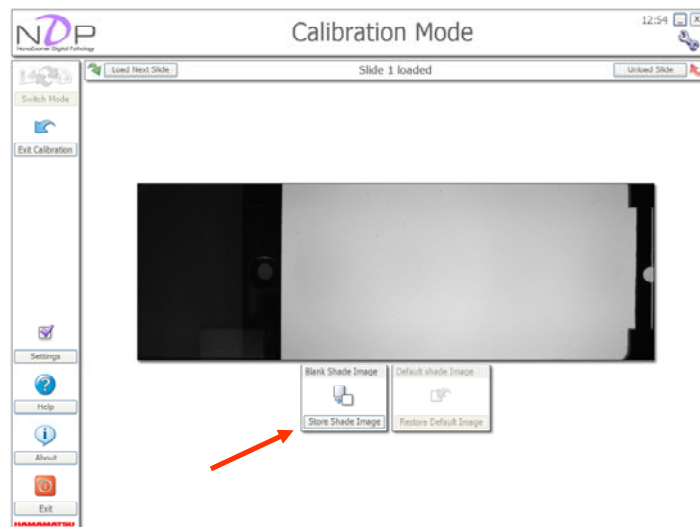 NDP
NanoZoomer Digital Pathology
Calibration Mode
12:54
Switch Mode
Load Next Slide
Slide 1 loaded
Unload Slide
Exit Calibration
Blank Shade Image
Default shade Image
Store Shade Image
Restore Default Image
Settings
Help
About
Exit
HAMAMATSU